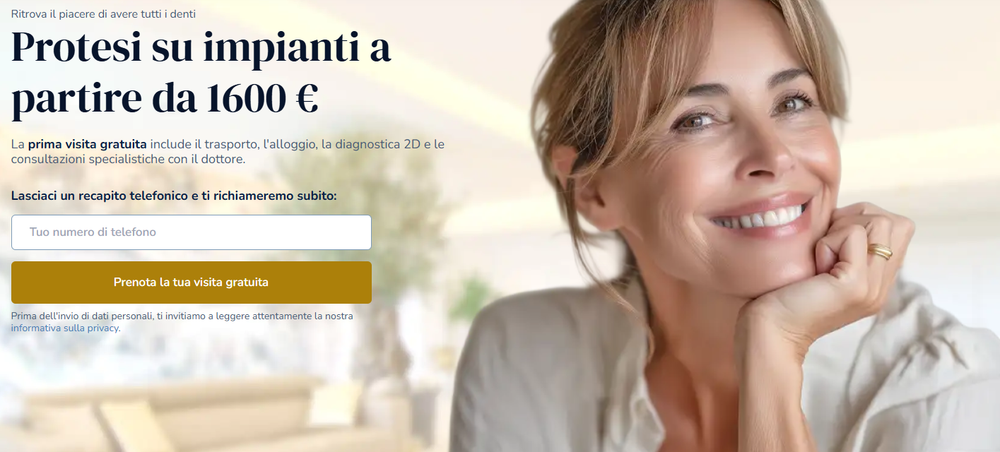 Ritrova il piacere di avere tutti i denti
Protesi su impianti a
partire da 1600 €
La prima visita gratuita include il trasporto, l'alloggio, la diagnostica 2D e le
consultazioni specialistiche con il dottore.
Lasciaci un recapito telefonico e ti richiameremo subito:
Tuo numero di telefono
Prenota la tua visita gratuita
Prima dell'invio di dati personali, ti invitiamo a leggere attentamente la nostra
informativa sulla privacy.